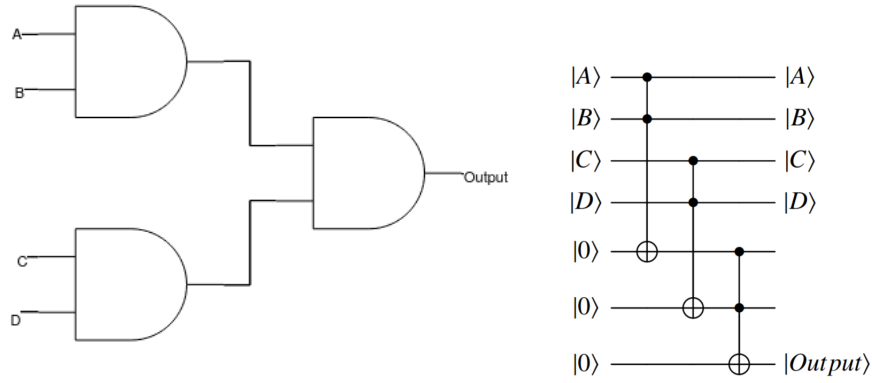 A
B
C
D
Output
|A⟩ |A⟩
|B⟩ |B⟩
|C⟩ |C⟩
|D⟩ |D⟩
|0⟩
|0⟩
|0⟩ |Output⟩